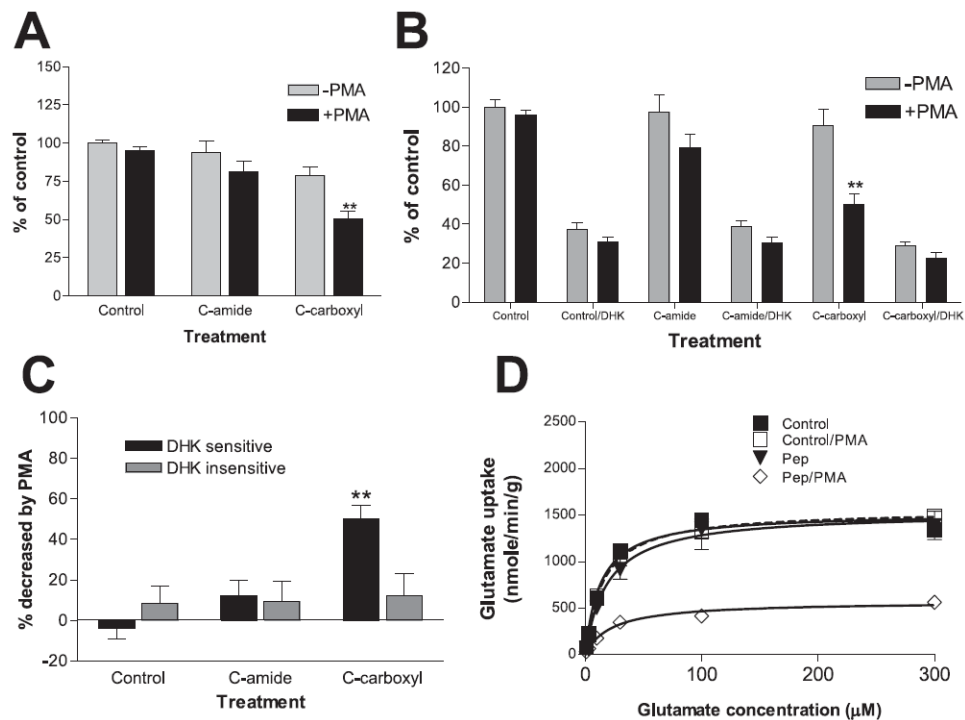 A
150
125
100
75
50
25
0
% of control
-PMA
+PMA
**
Control
C-amide
C-carboxyl
Treatment
B
120
100
80
60
40
20
0
% of control
-PMA
+PMA
**
Control
Control/DHK
C-amide
C-amide/DHK
C-carboxyl
C-carboxyl/DHK
Treatment
C
100
80
60
40
20
0
-20
% decreased by PMA
DHK sensitive
DHK insensitive
**
Control
C-amide
C-carboxyl
Treatment
D
2500
2000
1500
1000
500
0
Glutamate uptake
(nmole/min/g)
Control
Control/PMA
Pep
Pep/PMA
0
100
200
300
Glutamate concentration (µM)